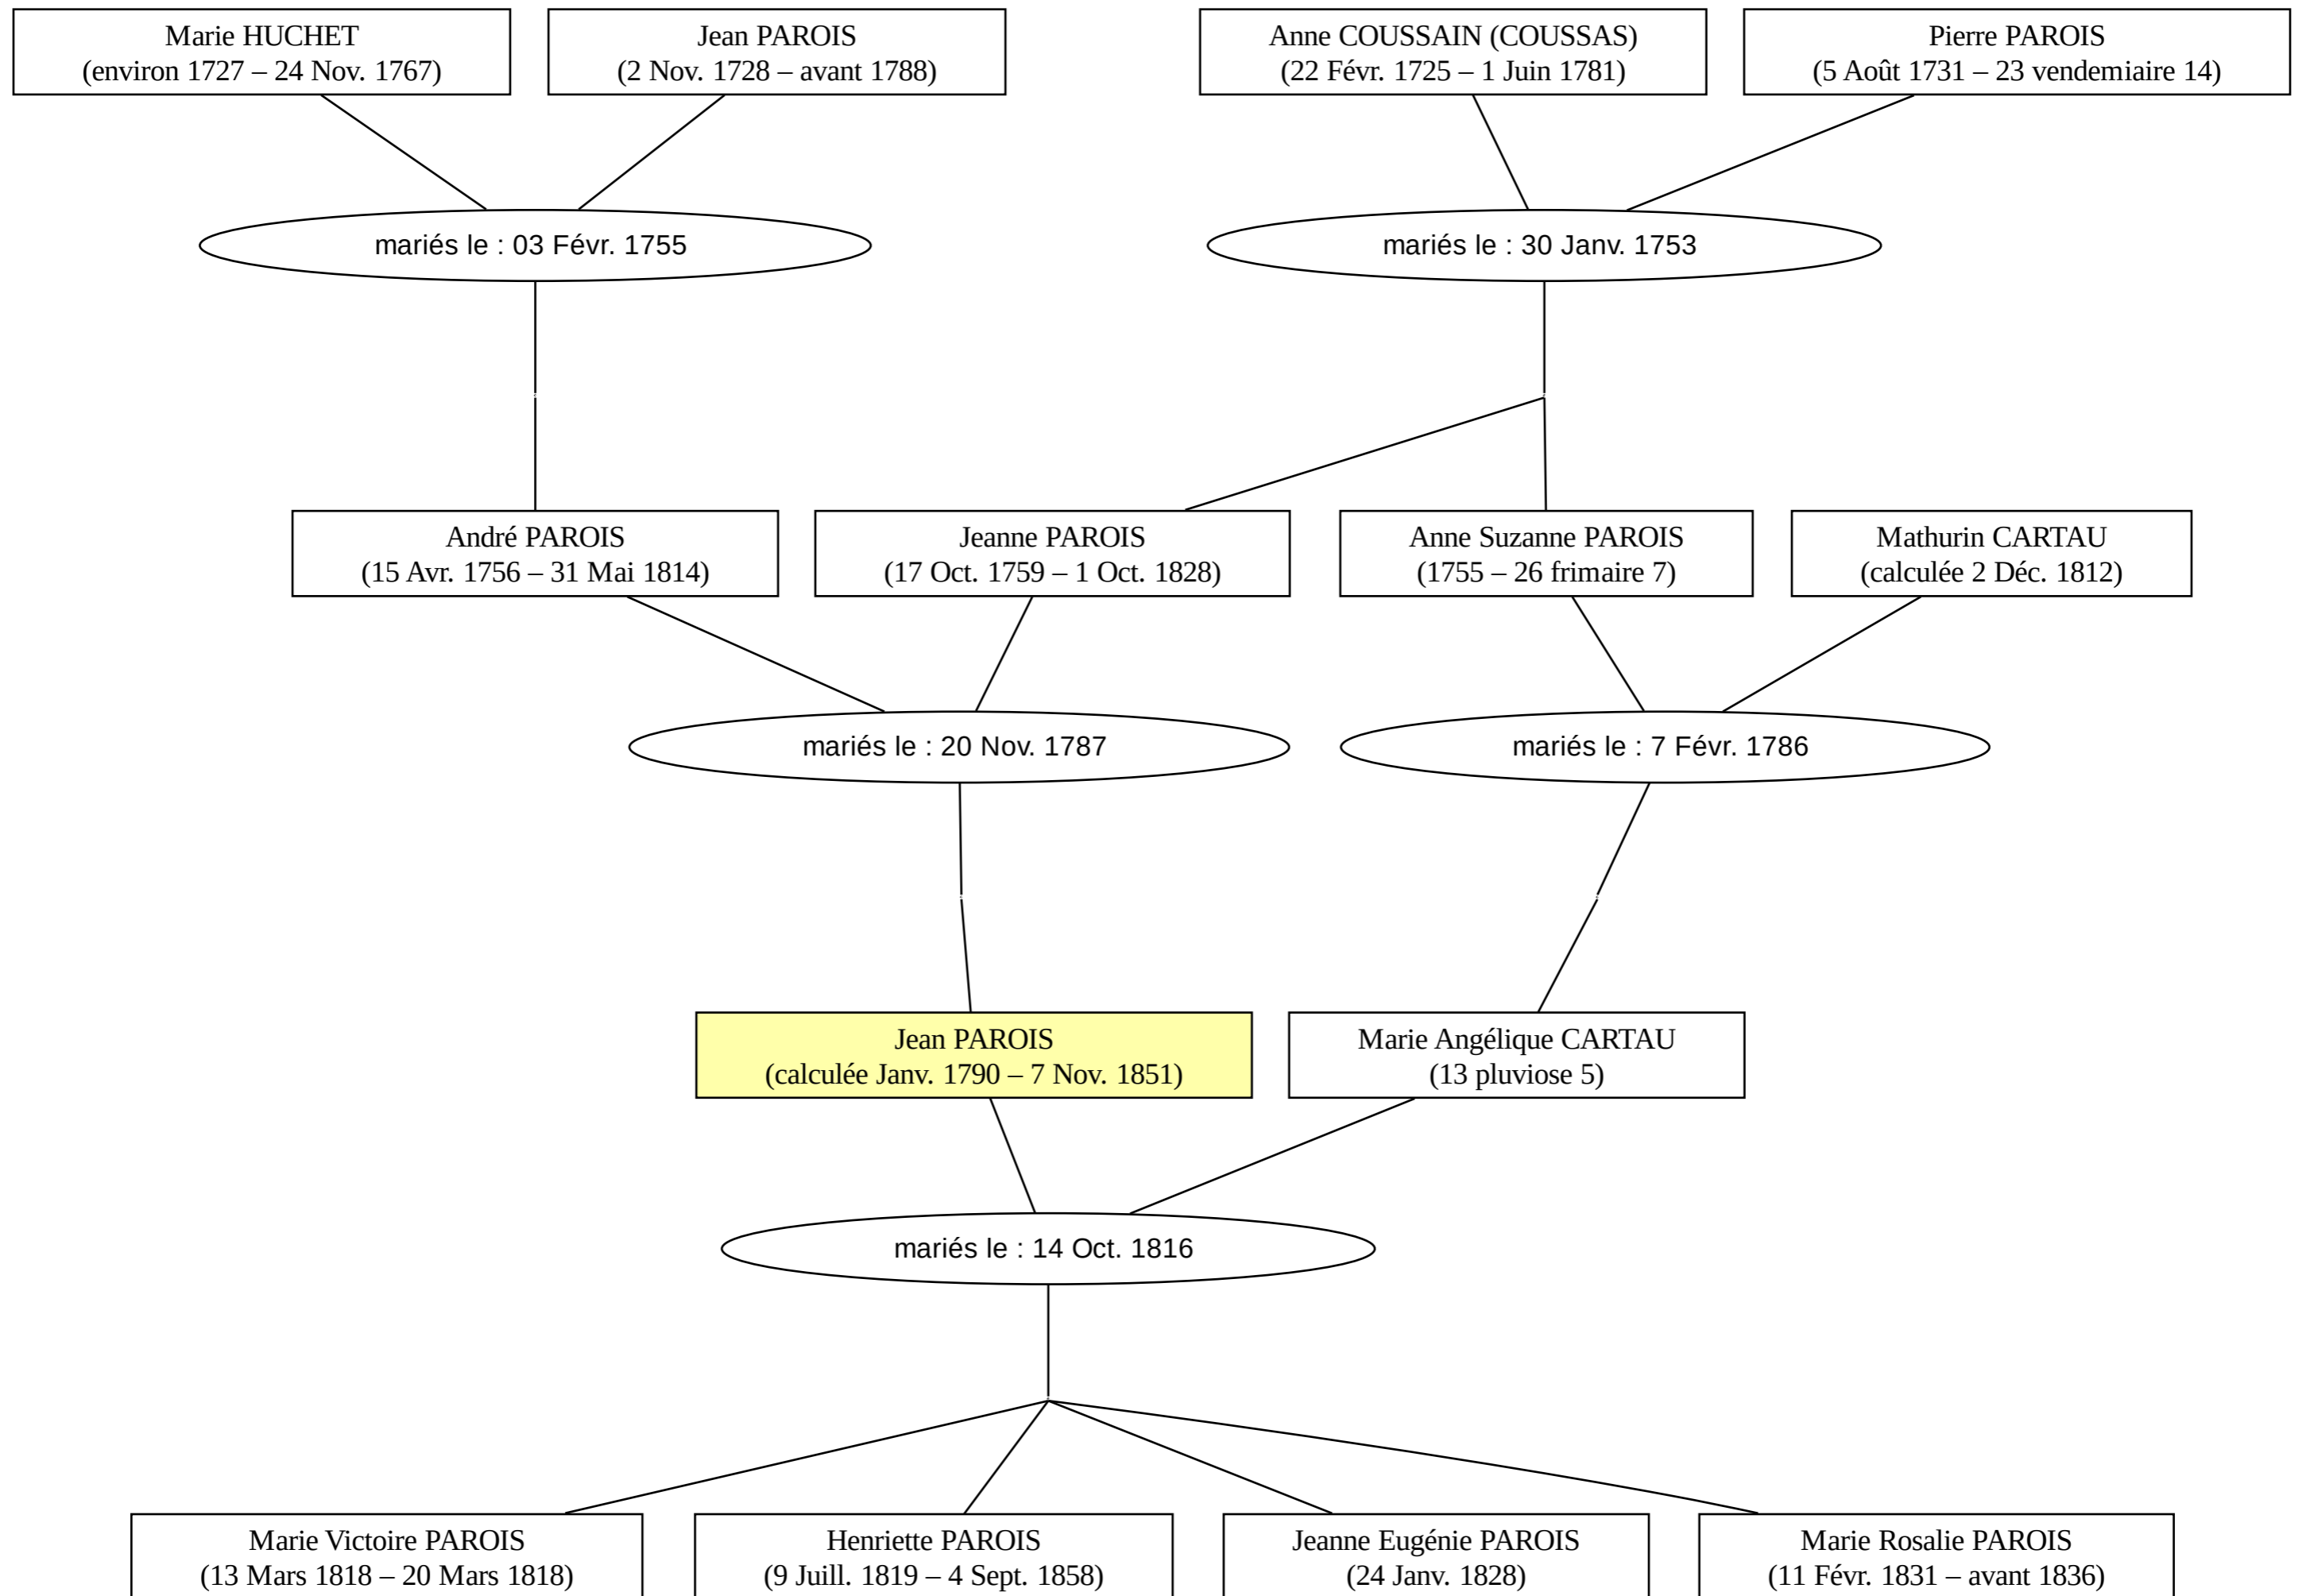 Marie HUCHET
(environ 1727 – 24 Nov. 1767)
Jean PAROIS
(2 Nov. 1728 – avant 1788)
Anne COUSSAIN (COUSSAS)
(22 Févr. 1725 – 1 Juin 1781)
Pierre PAROIS
(5 Août 1731 – 23 vendemiaire 14)
mariés le : 03 Févr. 1755
mariés le : 30 Janv. 1753
André PAROIS
(15 Avr. 1756 – 31 Mai 1814)
Jeanne PAROIS
(17 Oct. 1759 – 1 Oct. 1828)
Anne Suzanne PAROIS
(1755 – 26 frimaire 7)
Mathurin CARTAU
(calculée 2 Déc. 1812)
mariés le : 20 Nov. 1787
mariés le : 7 Févr. 1786
Jean PAROIS
(calculée Janv. 1790 – 7 Nov. 1851)
Marie Angélique CARTAU
(13 pluviose 5)
mariés le : 14 Oct. 1816
Marie Victoire PAROIS
(13 Mars 1818 – 20 Mars 1818)
Henriette PAROIS
(9 Juill. 1819 – 4 Sept. 1858)
Jeanne Eugénie PAROIS
(24 Janv. 1828)
Marie Rosalie PAROIS
(11 Févr. 1831 – avant 1836)